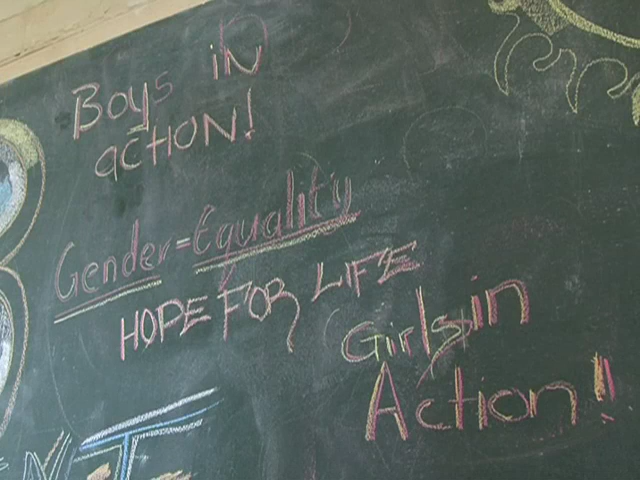 Boys iN
action!
Gender=Equality
HOPE FOR LIFE
Girls in
Action!!